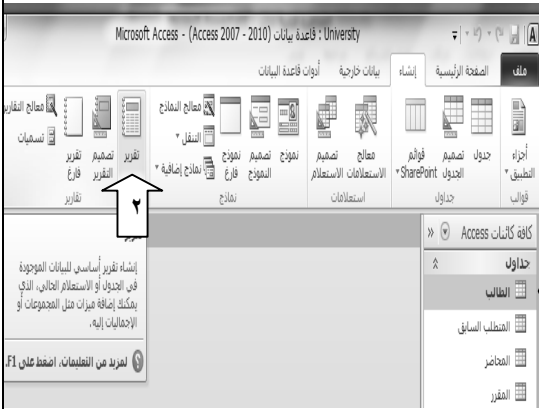 University : قاعدة بيانات (Access 2007 - 2010) - Microsoft Access
ملف
الصفحة الرئيسية
إنشاء
بيانات خارجية
أدوات قاعدة البيانات
أجزاء التطبيق
جدول
تصميم الجدول
قوائم SharePoint
معالج الاستعلامات
تصميم الاستعلام
نموذج
تصميم النموذج
نموذج فارغ
معالج النماذج
التنقل
نماذج إضافية
تقرير
تصميم التقرير
تقرير فارغ
معالج التقارير
تسميات
قوالب
جداول
استعلامات
نماذج
تقارير
٢
كافة كائنات Access
جداول
الطالب
المتطلب السابق
المحاضر
المقرر
إنشاء تقرير أساسي للبيانات الموجودة
في الجدول أو الاستعلام الحالي، الذي
يمكنك إضافة ميزات مثل المجموعات أو
الإجماليات إليه.
لمزيد من التعليمات، اضغط على F1.